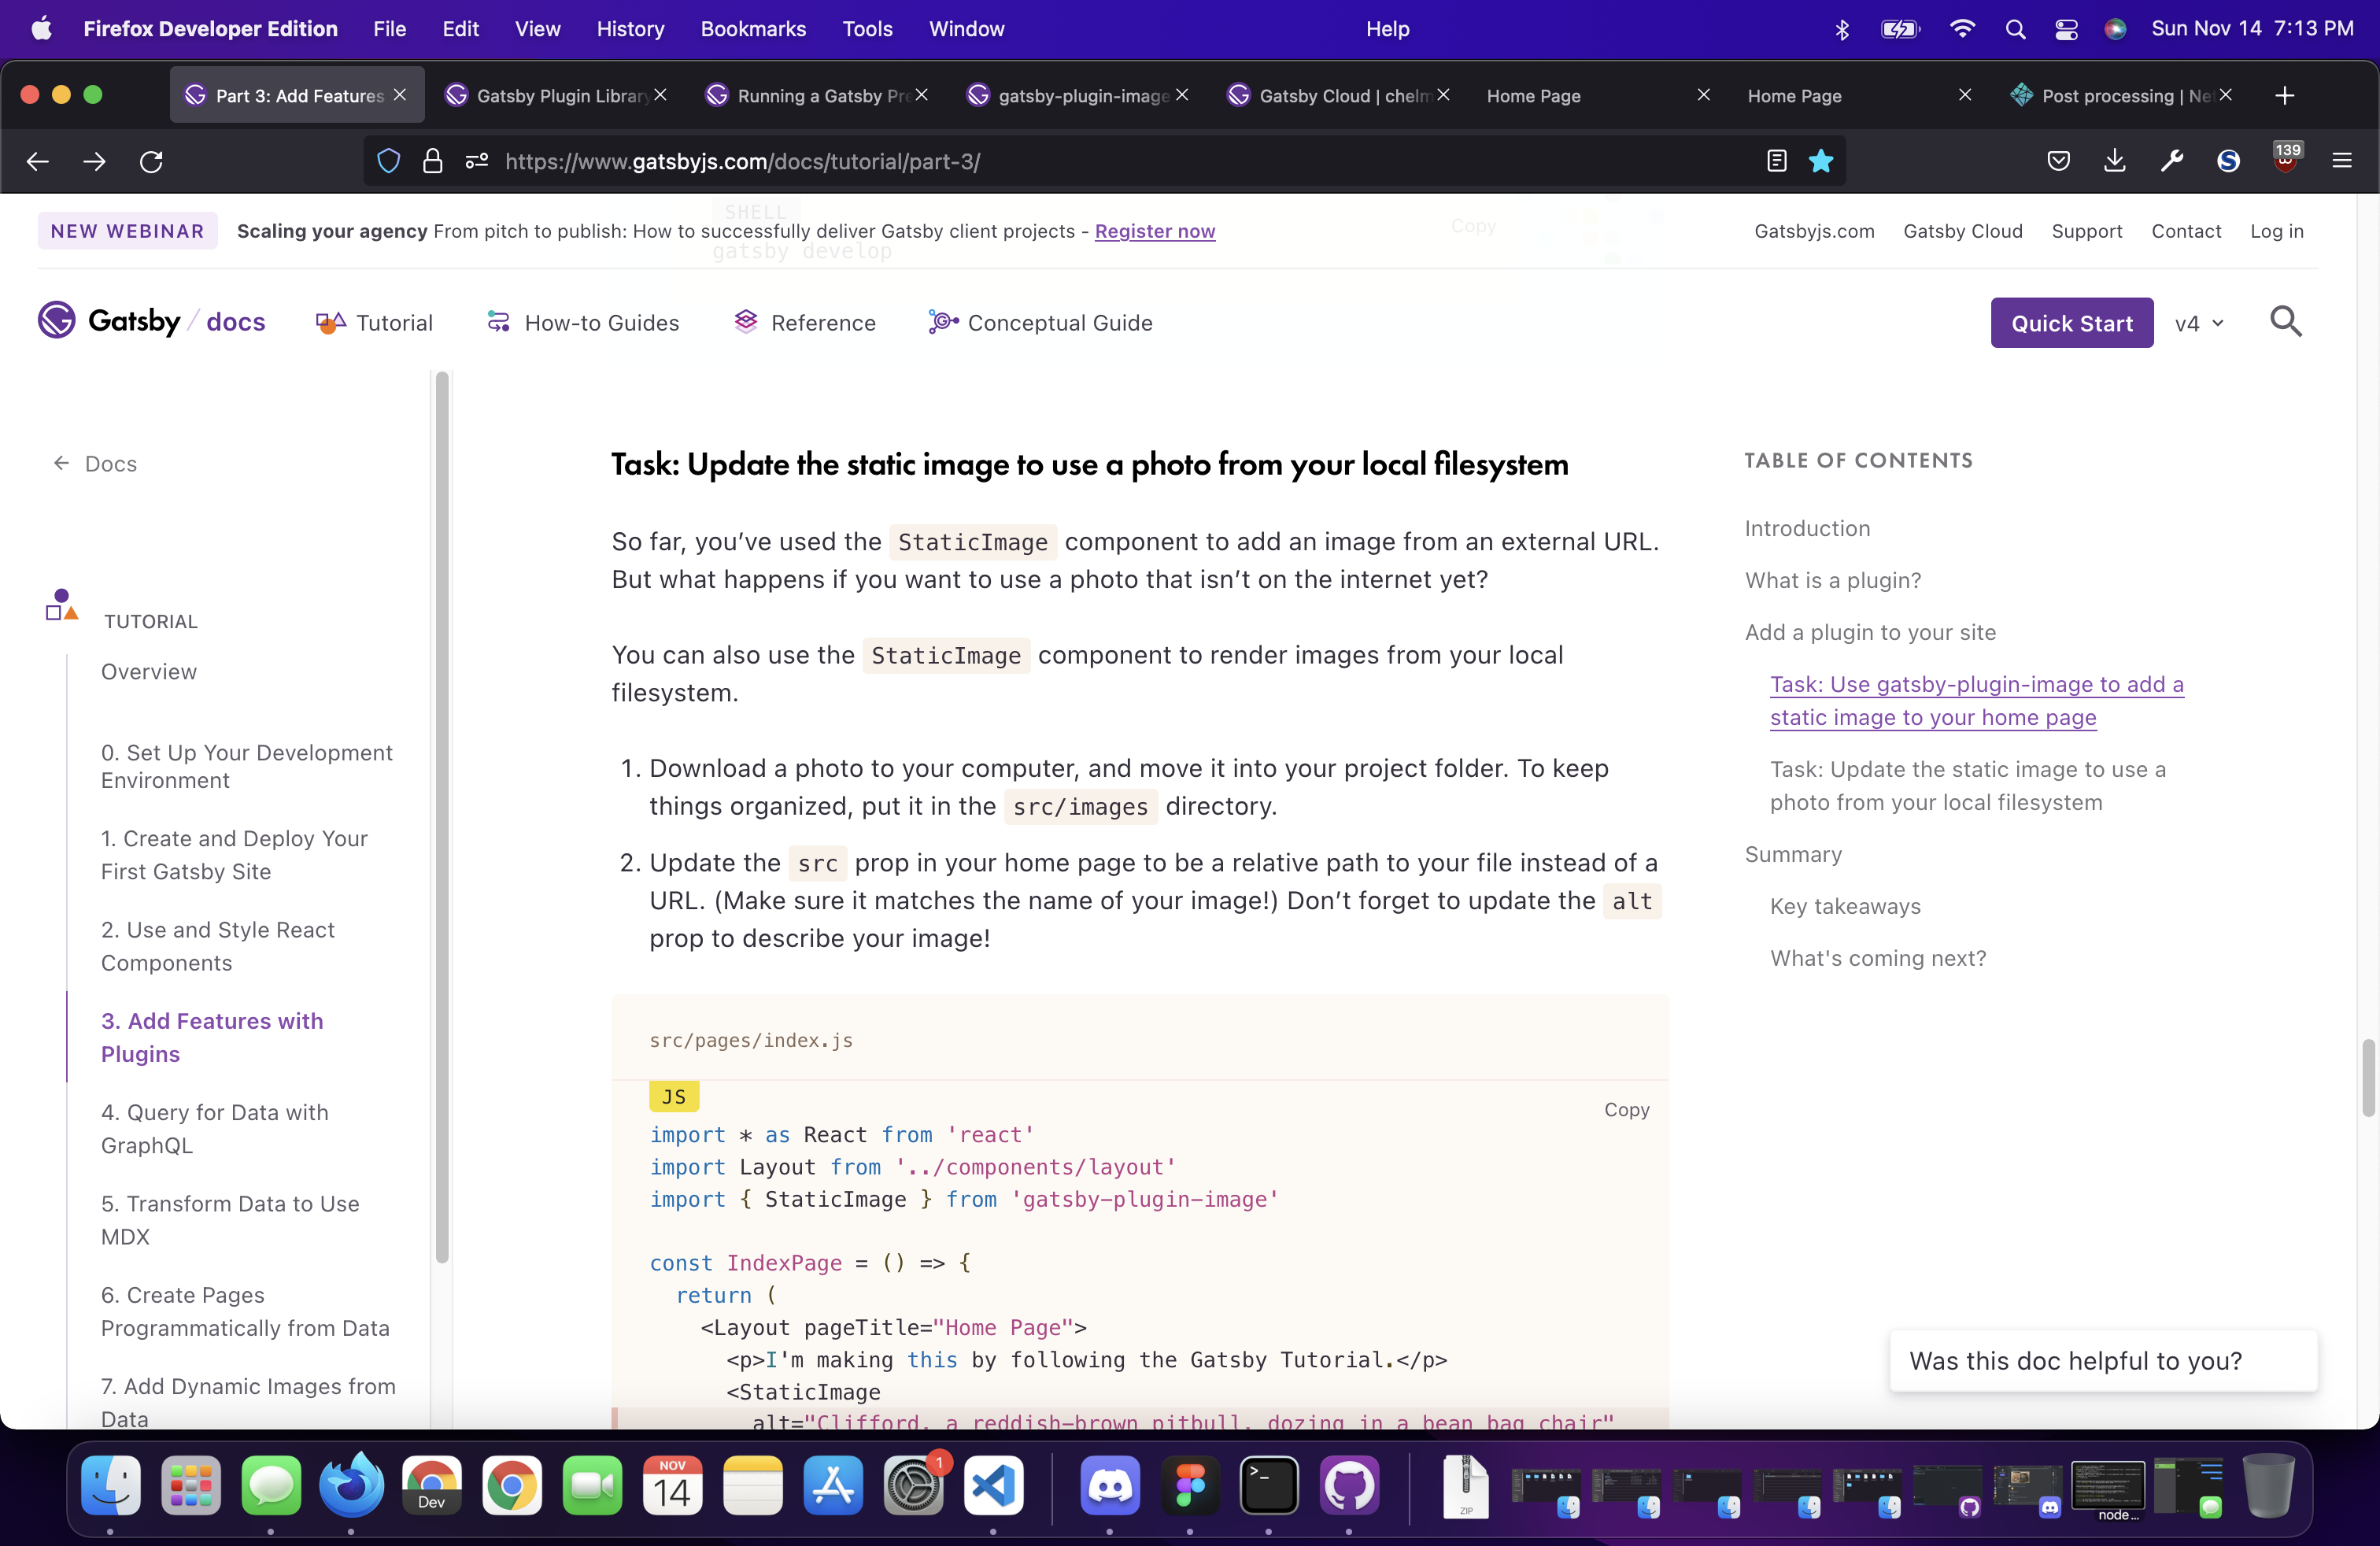 Firefox Developer Edition File Edit View History Bookmarks Tools Window Help Sun Nov 14 7:13 PM
Part 3: Add Features Gatsby Plugin Library Running a Gatsby Pre gatsby-plugin-image Gatsby Cloud | chelm Home Page Home Page Post processing | Net
https://www.gatsbyjs.com/docs/tutorial/part-3/
139
SHELL
Copy
gatsby develop
NEW WEBINAR Scaling your agency From pitch to publish: How to successfully deliver Gatsby client projects - Register now
Gatsbyjs.com Gatsby Cloud Support Contact Log in
Gatsby / docs Tutorial How-to Guides Reference Conceptual Guide Quick Start v4
Docs
TUTORIAL
Overview
0. Set Up Your Development
Environment
1. Create and Deploy Your
First Gatsby Site
2. Use and Style React
Components
3. Add Features with
Plugins
4. Query for Data with
GraphQL
5. Transform Data to Use
MDX
6. Create Pages
Programmatically from Data
7. Add Dynamic Images from
Data
Task: Update the static image to use a photo from your local filesystem
So far, you’ve used the StaticImage component to add an image from an external URL.
But what happens if you want to use a photo that isn’t on the internet yet?
You can also use the StaticImage component to render images from your local
filesystem.
1. Download a photo to your computer, and move it into your project folder. To keep
things organized, put it in the src/images directory.
2. Update the src prop in your home page to be a relative path to your file instead of a
URL. (Make sure it matches the name of your image!) Don’t forget to update the alt
prop to describe your image!
src/pages/index.js
JS
Copy
import * as React from 'react'
import Layout from '../components/layout'
import { StaticImage } from 'gatsby-plugin-image'
const IndexPage = () => {
return (
<Layout pageTitle="Home Page">
<p>I'm making this by following the Gatsby Tutorial.</p>
<StaticImage
alt="Clifford, a reddish-brown pitbull, dozing in a bean bag chair"
TABLE OF CONTENTS
Introduction
What is a plugin?
Add a plugin to your site
Task: Use gatsby-plugin-image to add a
static image to your home page
Task: Update the static image to use a
photo from your local filesystem
Summary
Key takeaways
What's coming next?
Was this doc helpful to you?
Dev
NOV
14
1
>_
ZIP
node...